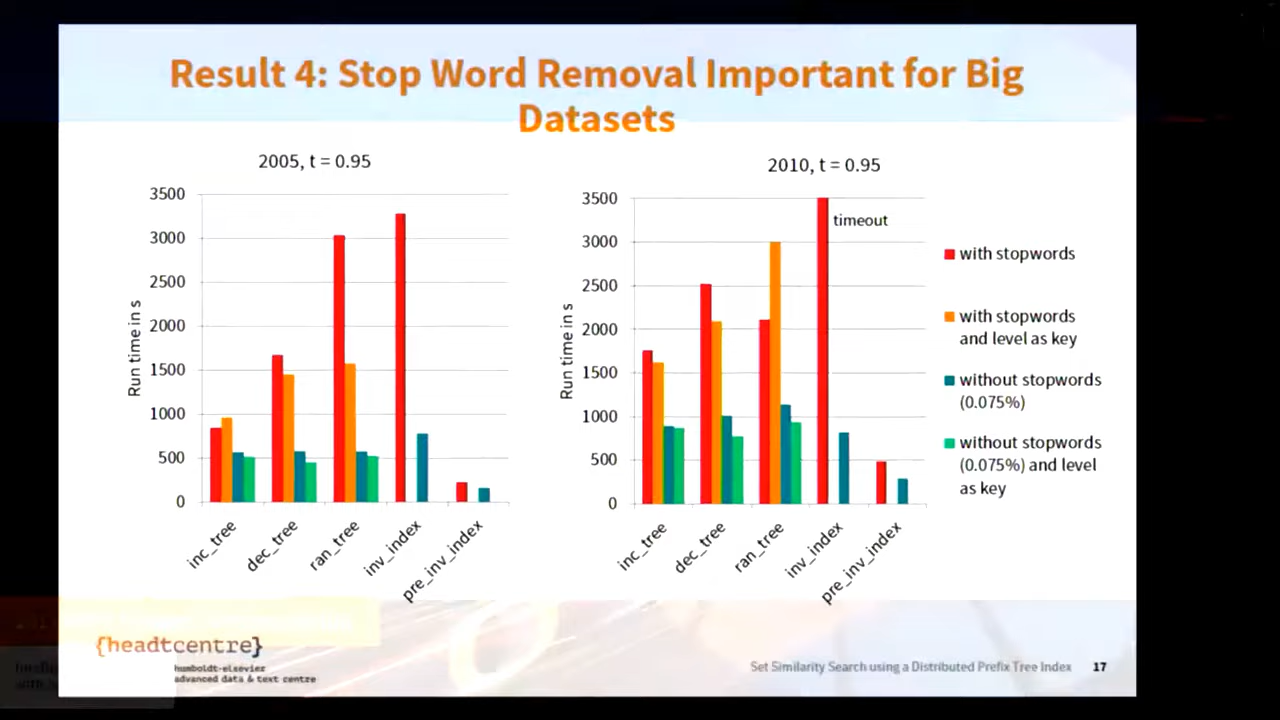 Result 4: Stop Word Removal Important for Big
Datasets
2005, t = 0.95
3500
3000
2500
2000
1500
1000
500
0
Run time in s
inc_tree
dec_tree
ran_tree
inv_index
pre_inv_index
2010, t = 0.95
3500
3000
2500
2000
1500
1000
500
0
Run time in s
timeout
inc_tree
dec_tree
ran_tree
inv_index
pre_inv_index
with stopwords
with stopwords
and level as key
without stopwords
(0.075%)
without stopwords
(0.075%) and level
as key
{headtcentre}
humboldt-elsevier
advanced data & text centre
Set Similarity Search using a Distributed Prefix Tree Index
17